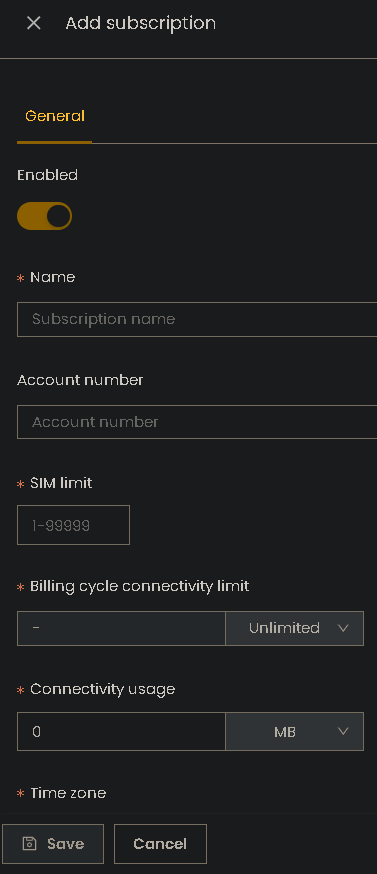 Add subscription
General
Enabled
* Name
Subscription name
Account number
Account number
* SIM limit
1-99999
* Billing cycle connectivity limit
- Unlimited
* Connectivity usage
0 MB
* Time zone
Save Cancel